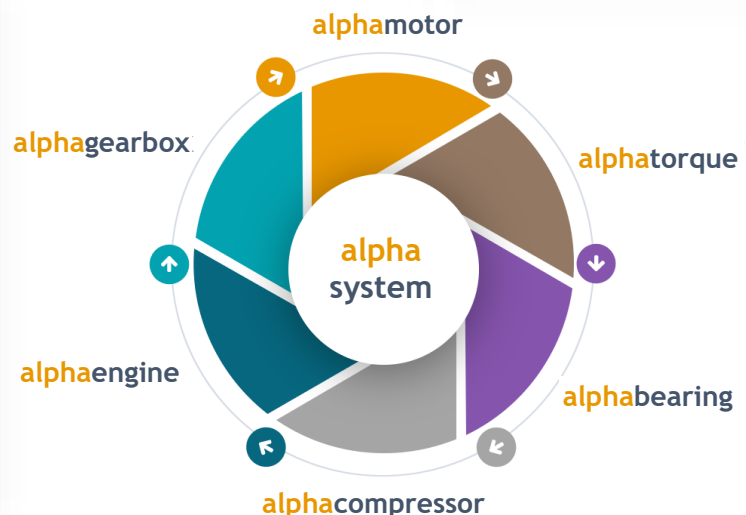 alphamotor
alphatorque
alphabearing
alphacompressor
alphaengine
alphagearbox
alpha
system